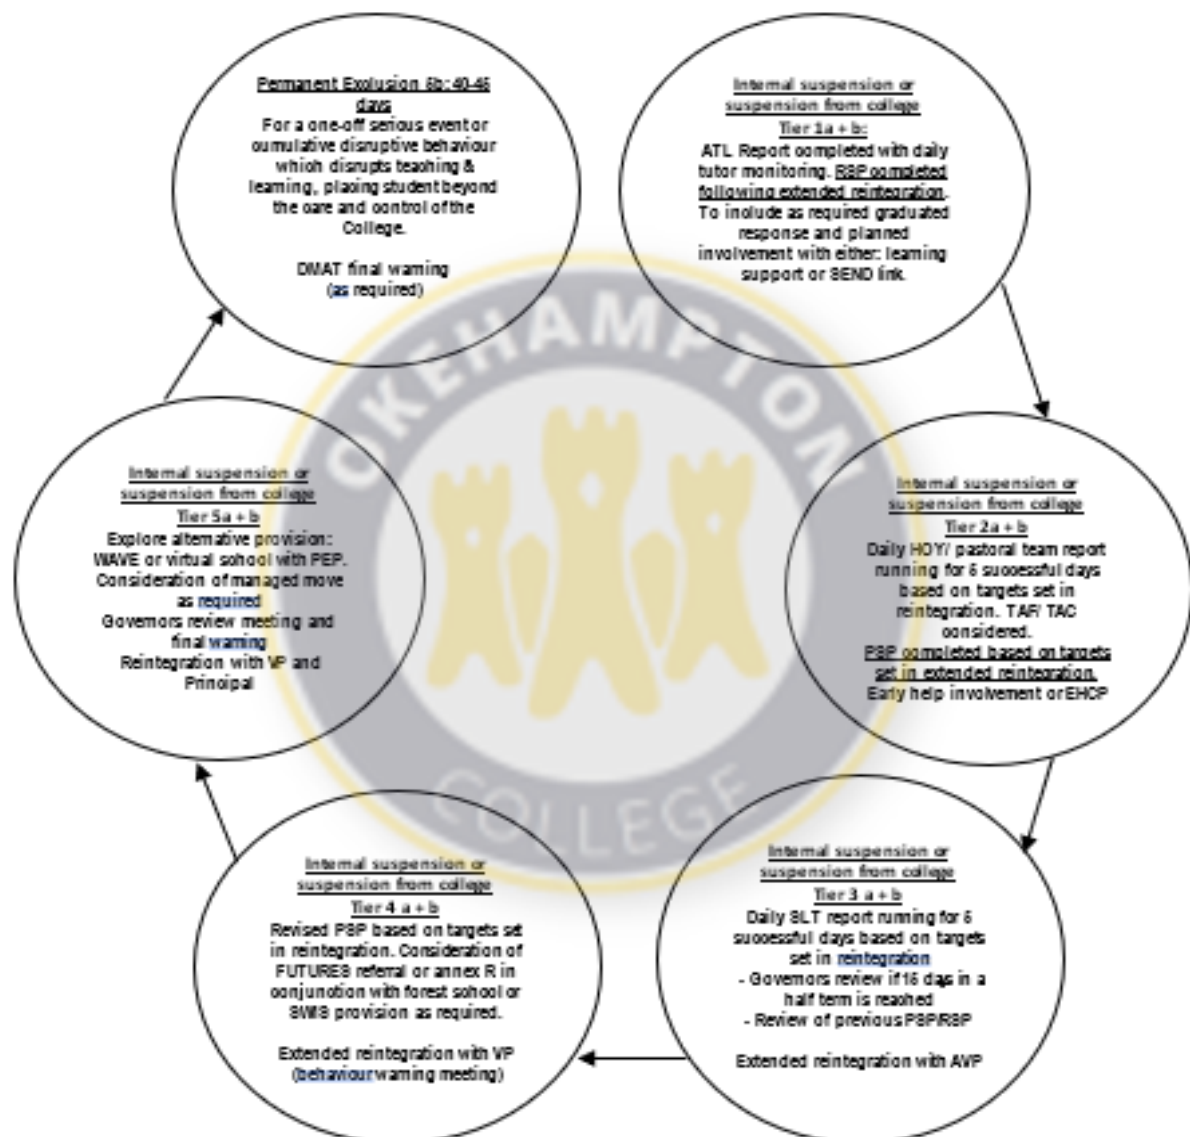 Permanent Exclusion 5b: 40-45
days
For a one-off serious event or
cumulative disruptive behaviour
which disrupts teaching &
learning, placing student beyond
the care and control of the
College.
DMAT final warning
(as required)
Internal suspension or
suspension from college
Tier 1a + b:
ATL Report completed with daily
tutor monitoring. RSP completed
following extended reintegration.
To include as required graduated
response and planned
involvement with either: learning
support or SEND link.
Internal suspension or
suspension from college
Tier 2a + b
Daily HOY/ pastoral team report
running for 5 successful days
based on targets set in
reintegration. TAF/ TAC
considered.
PSP completed based on targets
set in extended reintegration.
Early help involvement or EHCP
Internal suspension or
suspension from college
Tier 3 a + b
Daily SLT report running for 5
successful days based on targets
set in reintegration
- Governors review if 15 days in a
half term is reached
- Review of previous PSP/RSP
Extended reintegration with AVP
Internal suspension or
suspension from college
Tier 4 a + b
Revised PSP based on targets set
in reintegration. Consideration of
FUTURES referral or annex R in
conjunction with forest school or
SWIS provision as required.
Extended reintegration with VP
(behaviour warning meeting)
Internal suspension or
suspension from college
Tier 5a + b
Explore alternative provision:
WAVE or virtual school with PEP.
Consideration of managed move
as required
Governors review meeting and
final warning
Reintegration with VP and
Principal
OKEHAMPTON
COLLEGE